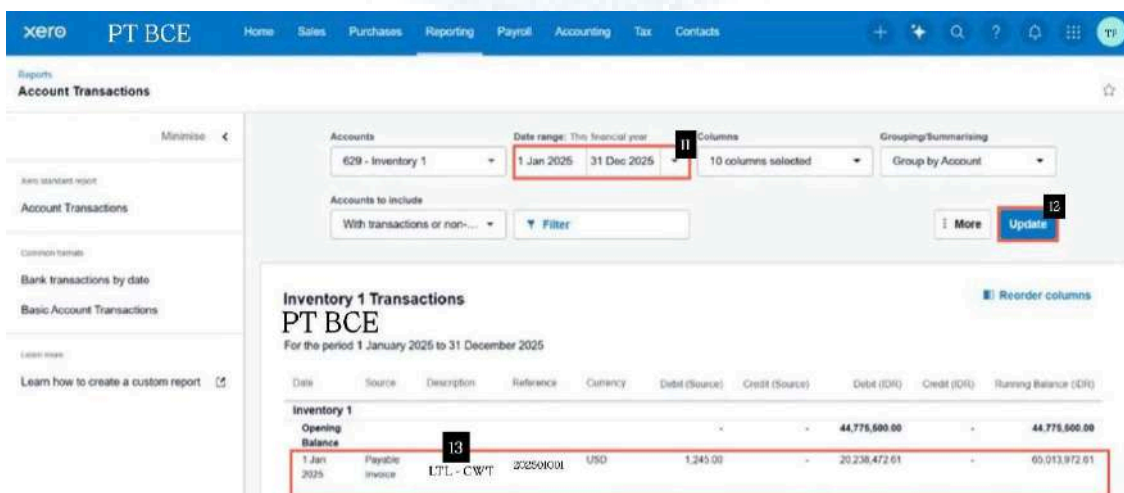 xero PT BCE Home Sales Purchases Reporting Payroll Accounting Tax Contacts TF
Reports
Account Transactions
Minimise
Accounts Date range: This financial year Columns Grouping/Summarising
629 - Inventory 1 1 Jan 2025 31 Dec 2025 11 10 columns selected Group by Account
Xero standard report
Account Transactions
Accounts to include
With transactions or non-... Filter More Update 12
Common formats
Bank transactions by date
Basic Account Transactions
Inventory 1 Transactions Reorder columns
PT BCE
For the period 1 January 2025 to 31 December 2025
Learn more
Learn how to create a custom report
Date Source Description Reference Currency Debit (Source) Credit (Source) Debit (IDR) Credit (IDR) Running Balance (IDR)
Inventory 1
Opening Balance - - 44,775,500.00 - 44,775,500.00
13
1 Jan 2025 Payable Invoice LTL - CWT 202501001 USD 1,245.00 - 20,238,472.61 - 65,013,972.61